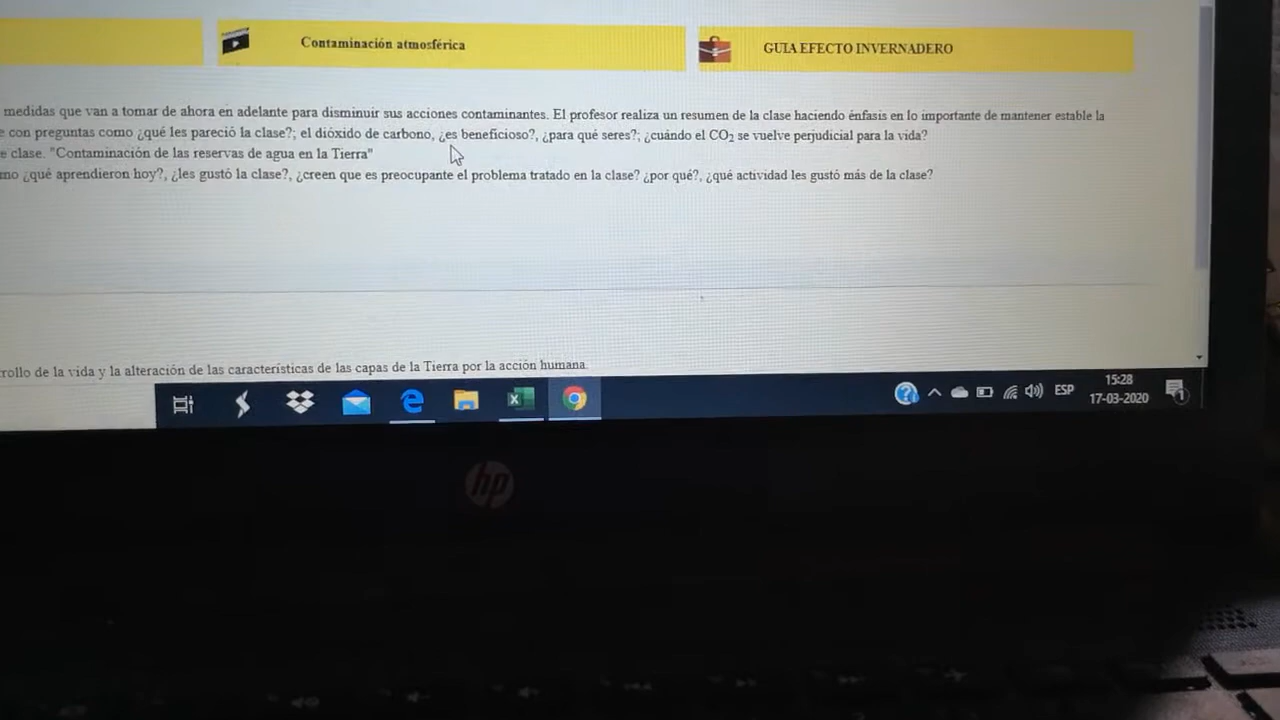 Contaminación atmosférica
GUIA EFECTO INVERNADERO
medidas que van a tomar de ahora en adelante para disminuir sus acciones contaminantes. El profesor realiza un resumen de la clase haciendo énfasis en lo importante de mantener estable la
e con preguntas como ¿qué les pareció la clase?; el dióxido de carbono, ¿es beneficioso?, ¿para qué seres?; ¿cuándo el CO₂ se vuelve perjudicial para la vida?
e clase. "Contaminación de las reservas de agua en la Tierra"
mo ¿qué aprendieron hoy?, ¿les gustó la clase?, ¿creen que es preocupante el problema tratado en la clase? ¿por qué?, ¿qué actividad les gustó más de la clase?
rollo de la vida y la alteración de las características de las capas de la Tierra por la acción humana.
ESP
15:28
17-03-2020
1
hp